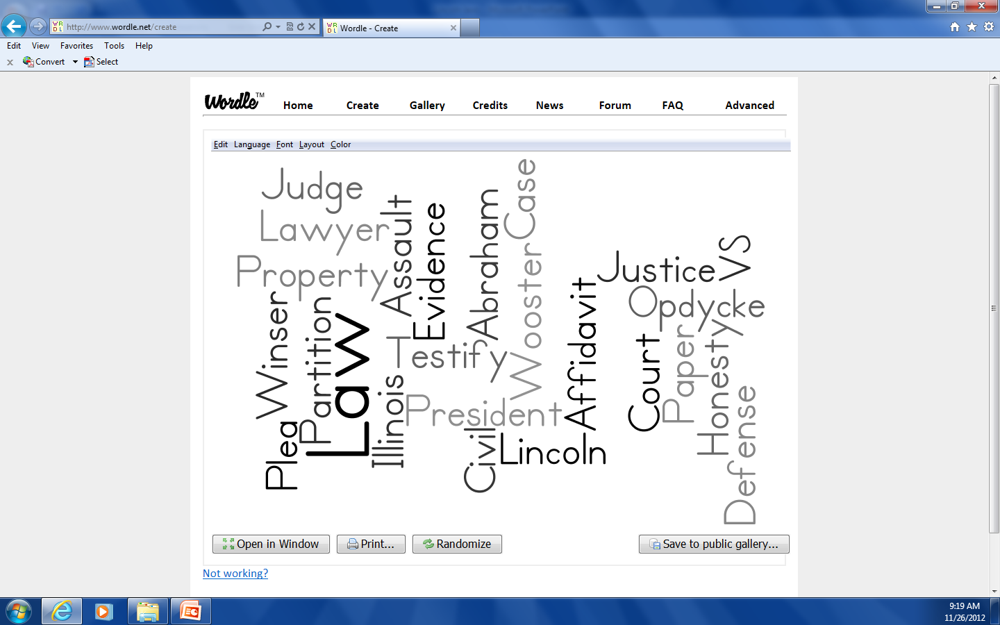 http://www.wordle.net/create
Wordle - Create
Edit View Favorites Tools Help
x Convert Select
Wordle™ Home Create Gallery Credits News Forum FAQ Advanced
Edit Language Font Layout Color
Judge
Lawyer
Property
Assault
Evidence
Abraham
Case
Wooster
Justice
VS
Opdycke
Winser
Partition
Law
Testify
Affidavit
Court
Paper
Honesty
Illinois
President
Plea
Civil
Lincoln
Defense
Open in Window Print... Randomize Save to public gallery...
Not working?
9:19 AM
11/26/2012